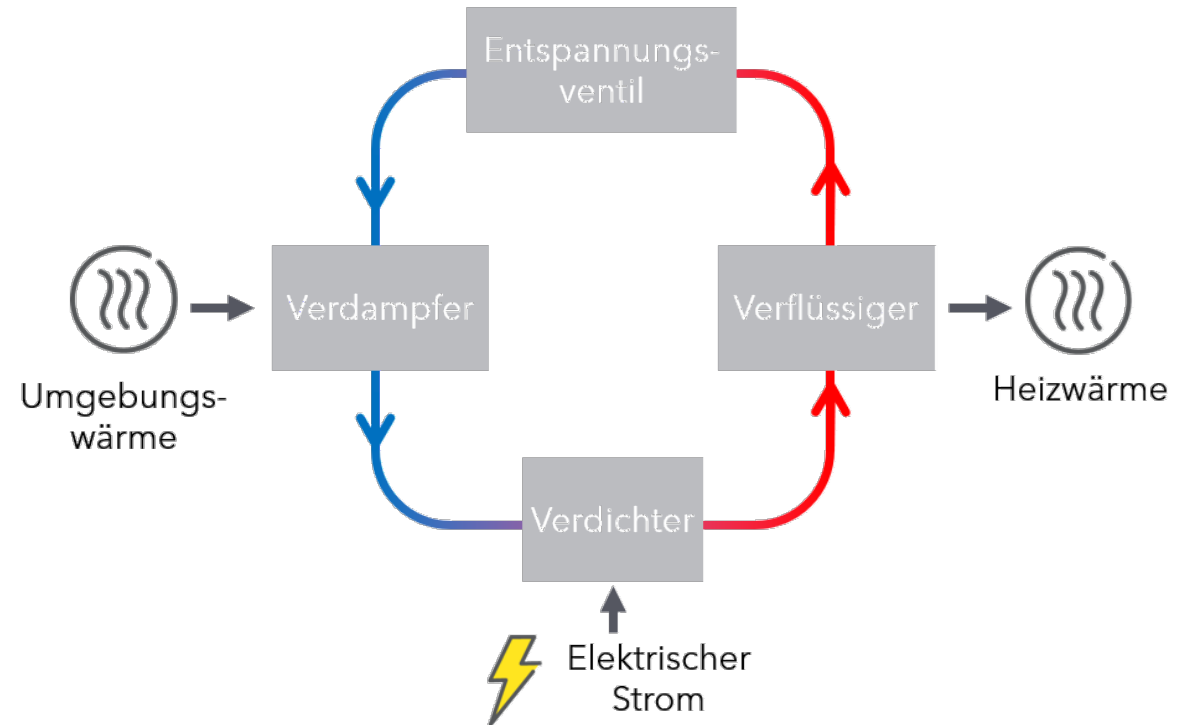 Entspannungs-
ventil
Verdampfer
Verflüssiger
Umgebungs-
wärme
Heizwärme
Verdichter
Elektrischer
Strom